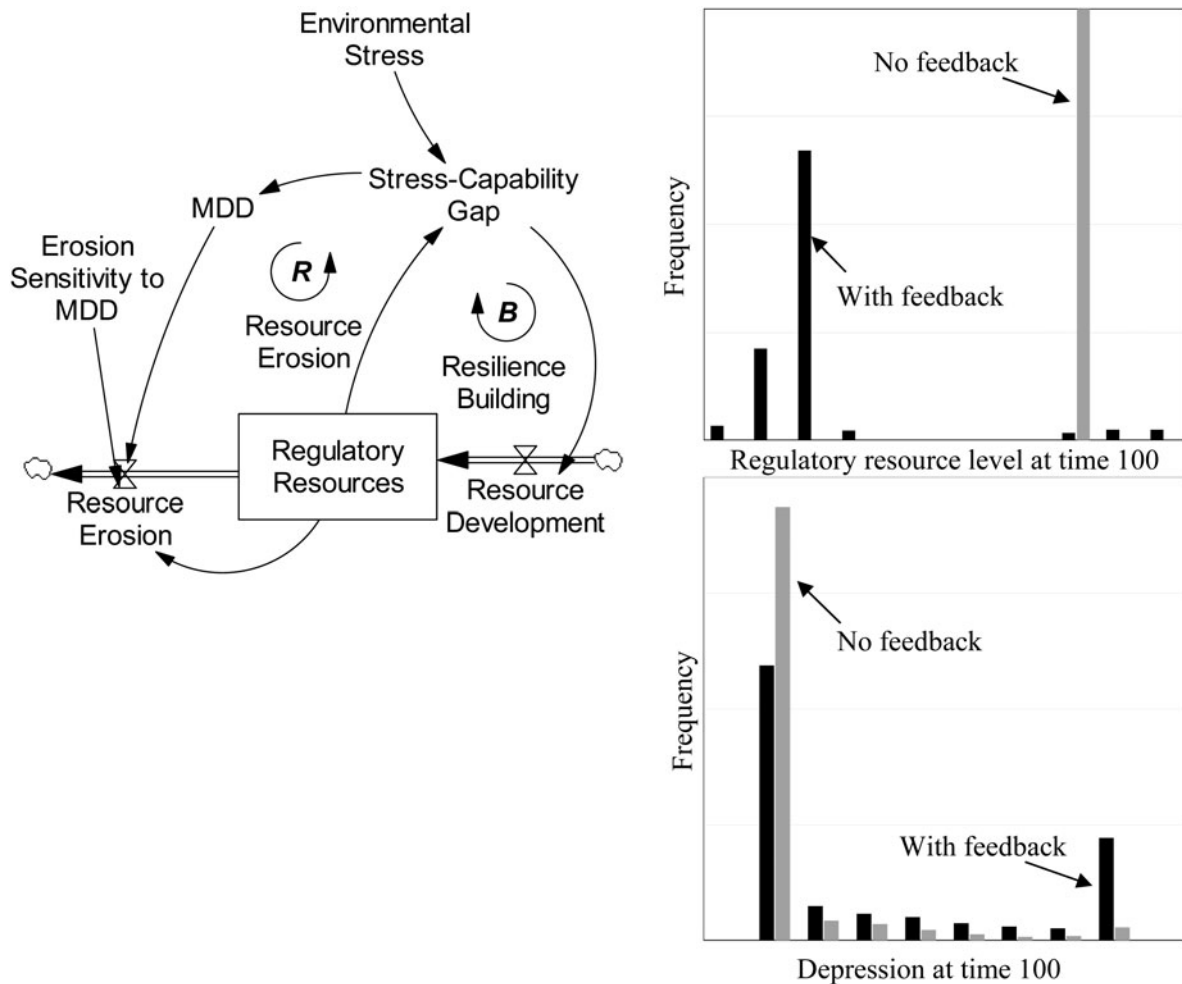 Environmental
Stress
Stress-Capability
Gap
MDD
Erosion
Sensitivity to
MDD
R
Resource
Erosion
B
Resilience
Building
Regulatory
Resources
Resource
Erosion
Resource
Development
Frequency
No feedback
With feedback
Regulatory resource level at time 100
Frequency
No feedback
With feedback
Depression at time 100